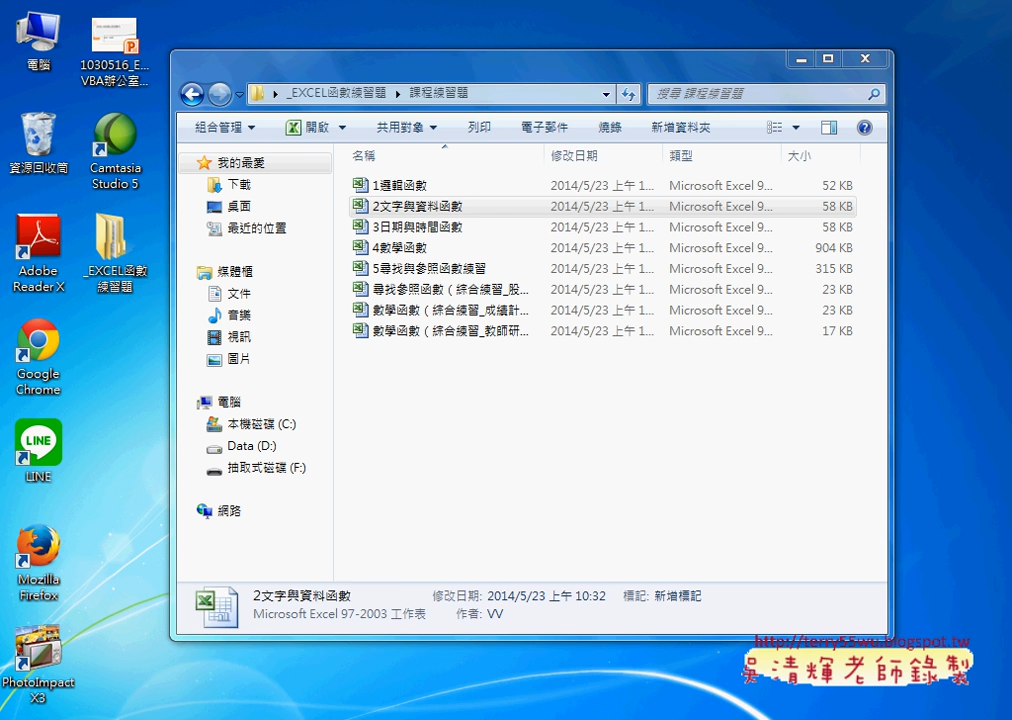 電腦
1030516_E...
VBA辦公室...
資源回收筒
Camtasia
Studio 5
Adobe
Reader X
_EXCEL函數
練習題
Google
Chrome
LINE
LINE
Mozilla
Firefox
PhotoImpact
X3
_EXCEL函數練習題
課程練習題
搜尋 課程練習題
組合管理
開啟
共用對象
列印
電子郵件
燒錄
新增資料夾
我的最愛
下載
桌面
最近的位置
媒體櫃
文件
音樂
視訊
圖片
電腦
本機磁碟 (C:)
Data (D:)
抽取式磁碟 (F:)
網路
名稱 修改日期 類型 大小
1邏輯函數 2014/5/23 上午 1... Microsoft Excel 9... 52 KB
2文字與資料函數 2014/5/23 上午 1... Microsoft Excel 9... 58 KB
3日期與時間函數 2014/5/23 上午 1... Microsoft Excel 9... 58 KB
4數學函數 2014/5/23 上午 1... Microsoft Excel 9... 904 KB
5尋找與參照函數練習 2014/5/23 上午 1... Microsoft Excel 9... 315 KB
尋找參照函數（綜合練習_股... 2014/5/23 上午 1... Microsoft Excel 9... 23 KB
數學函數（綜合練習_成績計... 2014/5/23 上午 1... Microsoft Excel 9... 23 KB
數學函數（綜合練習_教師研... 2014/5/23 上午 1... Microsoft Excel 9... 17 KB
2文字與資料函數 修改日期: 2014/5/23 上午 10:32 標記: 新增標記
Microsoft Excel 97-2003 工作表 作者: VV
http://terry55wu.blogspot.tw
吳清輝老師錄製